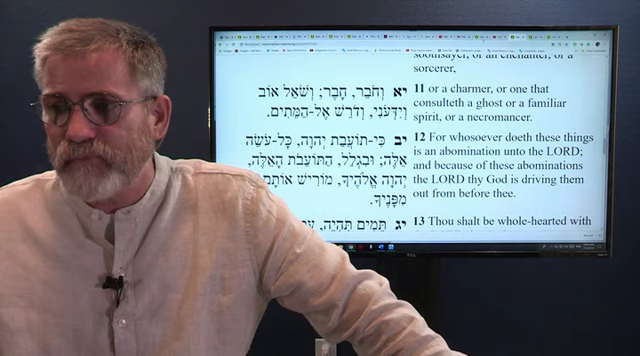 soothsayer, or an enchanter, or a
sorcerer,
יא וְחֹבֵר, חָבֶר; וְשֹׁאֵל אוֹב
וְיִדְּעֹנִי, וְדֹרֵשׁ אֶל-הַמֵּתִים.
11 or a charmer, or one that
consulteth a ghost or a familiar
spirit, or a necromancer.
יב כִּי-תוֹעֲבַת יְהוָה, כָּל-עֹשֵׂה
אֵלֶּה; וּבִגְלַל, הַתּוֹעֵבֹת הָאֵלֶּה,
יְהוָה אֱלֹהֶיךָ, מוֹרִישׁ אוֹתָם
מִפָּנֶיךָ.
12 For whosoever doeth these things
is an abomination unto the LORD;
and because of these abominations
the LORD thy God is driving them
out from before thee.
יג תָּמִים תִּהְיֶה,
13 Thou shalt be whole-hearted with
TCL